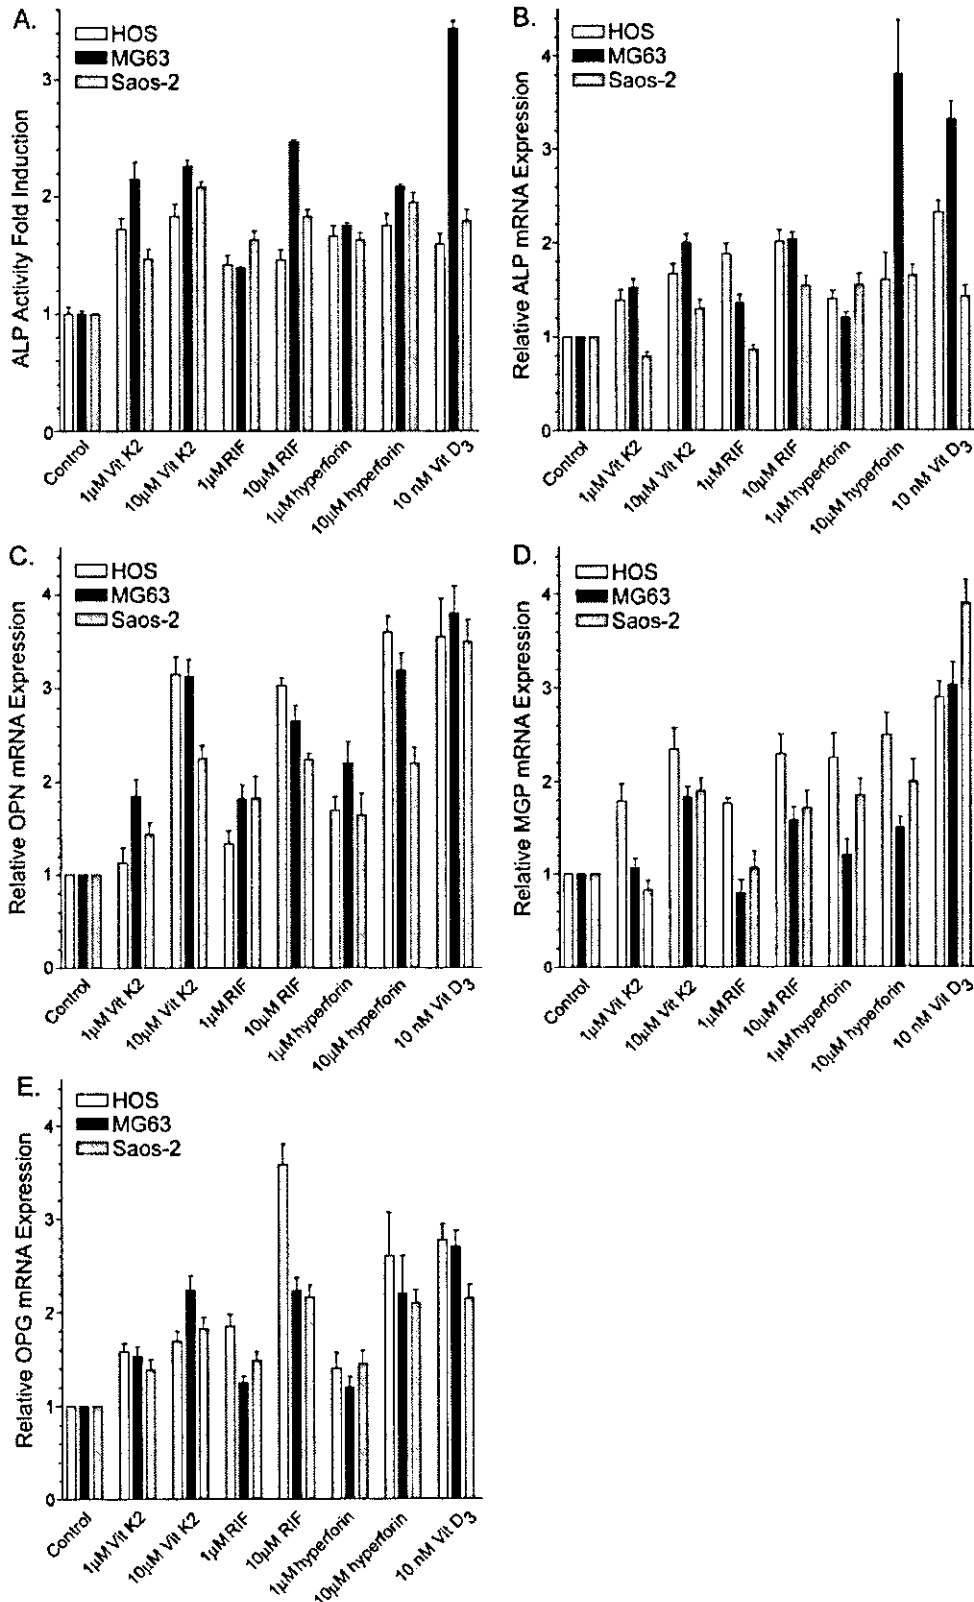 A.
HOS
MG63
Saos-2
ALP Activity Fold Induction
3
2
1
0
Control
1µM Vit K2
10µM Vit K2
1µM RIF
10µM RIF
1µM hyperforin
10µM hyperforin
10 nM Vit D3
B.
HOS
MG63
Saos-2
Relative ALP mRNA Expression
4
3
2
1
0
Control
1µM Vit K2
10µM Vit K2
1µM RIF
10µM RIF
1µM hyperforin
10µM hyperforin
10 nM Vit D3
C.
HOS
MG63
Saos-2
Relative OPN mRNA Expression
4
3
2
1
0
Control
1µM Vit K2
10µM Vit K2
1µM RIF
10µM RIF
1µM hyperforin
10µM hyperforin
10 nM Vit D3
D.
HOS
MG63
Saos-2
Relative MGP mRNA Expression
4
3
2
1
0
Control
1µM Vit K2
10µM Vit K2
1µM RIF
10µM RIF
1µM hyperforin
10µM hyperforin
10 nM Vit D3
E.
HOS
MG63
Saos-2
Relative OPG mRNA Expression
4
3
2
1
0
Control
1µM Vit K2
10µM Vit K2
1µM RIF
10µM RIF
1µM hyperforin
10µM hyperforin
10 nM Vit D3